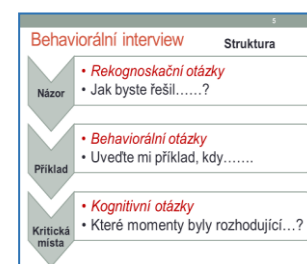 5
Behaviorální interview Struktura
Názor
• Rekognoskační otázky
• Jak byste řešil……?
Příklad
• Behaviorální otázky
• Uveďte mi příklad, kdy…….
Kritická
místa
• Kognitivní otázky
• Které momenty byly rozhodující…?